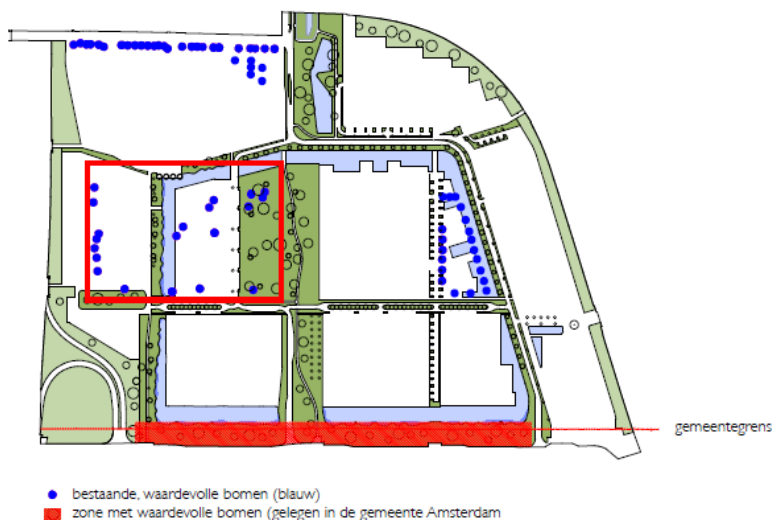 gemeentegrens
bestaande, waardevolle bomen (blauw)
zone met waardevolle bomen (gelegen in de gemeente Amsterdam